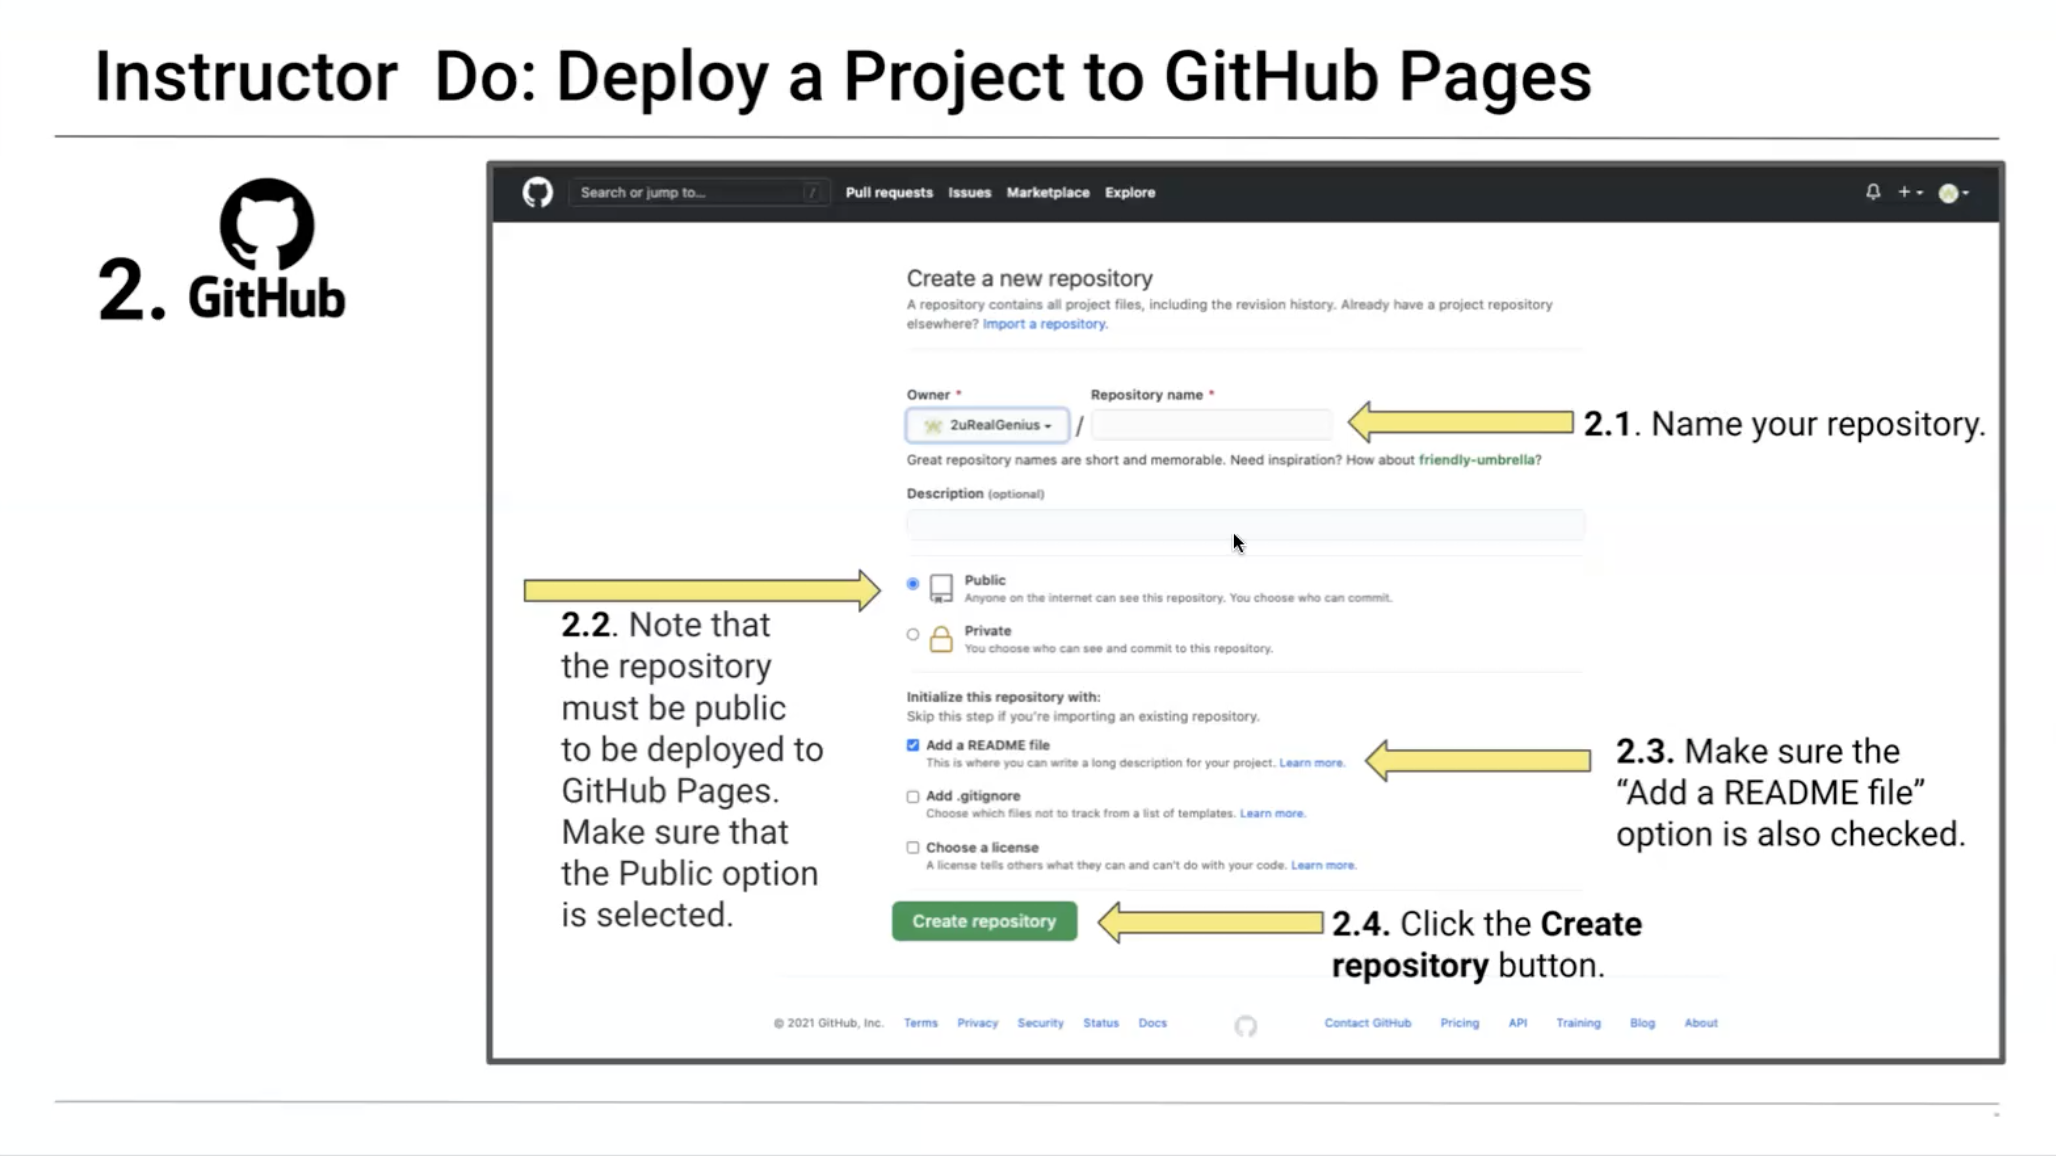 Instructor Do: Deploy a Project to GitHub Pages
2. GitHub
Search or jump to... /
Pull requests Issues Marketplace Explore
Create a new repository
A repository contains all project files, including the revision history. Already have a project repository
elsewhere? Import a repository.
Owner * Repository name *
2uRealGenius /
2.1. Name your repository.
Great repository names are short and memorable. Need inspiration? How about friendly-umbrella?
Description (optional)
2.2. Note that
the repository
must be public
to be deployed to
GitHub Pages.
Make sure that
the Public option
is selected.
Public
Anyone on the internet can see this repository. You choose who can commit.
Private
You choose who can see and commit to this repository.
Initialize this repository with:
Skip this step if you're importing an existing repository.
Add a README file
This is where you can write a long description for your project. Learn more.
2.3. Make sure the
“Add a README file”
option is also checked.
Add .gitignore
Choose which files not to track from a list of templates. Learn more.
Choose a license
A license tells others what they can and can't do with your code. Learn more.
Create repository
2.4. Click the Create
repository button.
© 2021 GitHub, Inc. Terms Privacy Security Status Docs Contact GitHub Pricing API Training Blog About